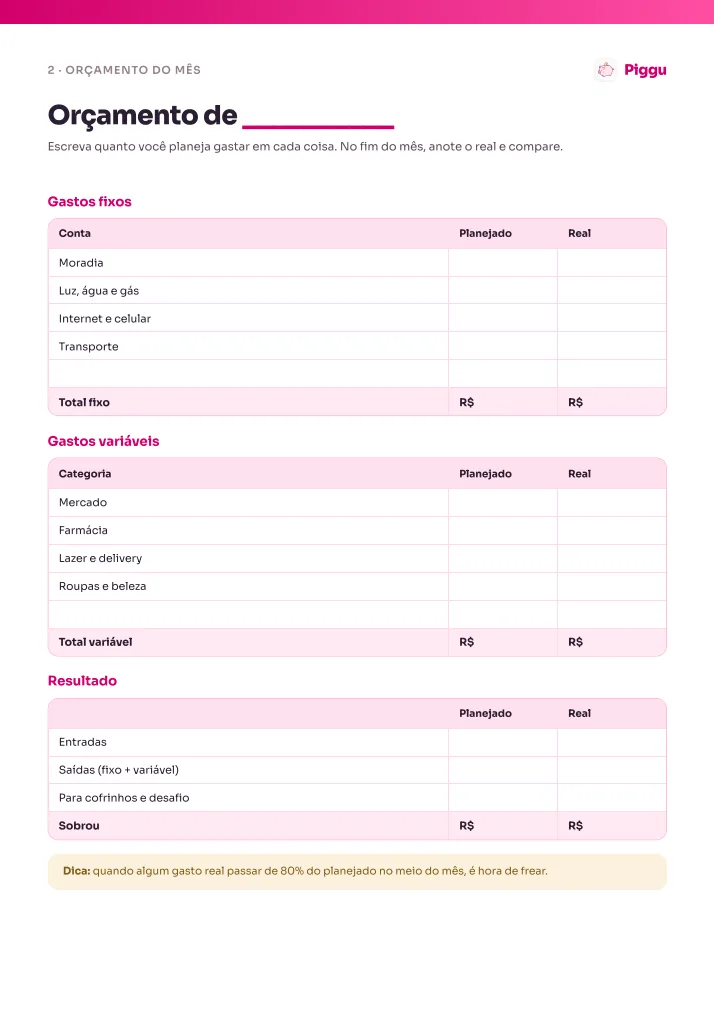 2 · ORÇAMENTO DO MÊS
Piggu
Orçamento de
Escreva quanto você planeja gastar em cada coisa. No fim do mês, anote o real e compare.
Gastos fixos
Conta Planejado Real
Moradia
Luz, água e gás
Internet e celular
Transporte
Total fixo R$ R$
Gastos variáveis
Categoria Planejado Real
Mercado
Farmácia
Lazer e delivery
Roupas e beleza
Total variável R$ R$
Resultado
Planejado Real
Entradas
Saídas (fixo + variável)
Para cofrinhos e desafio
Sobrou R$ R$
Dica: quando algum gasto real passar de 80% do planejado no meio do mês, é hora de frear.